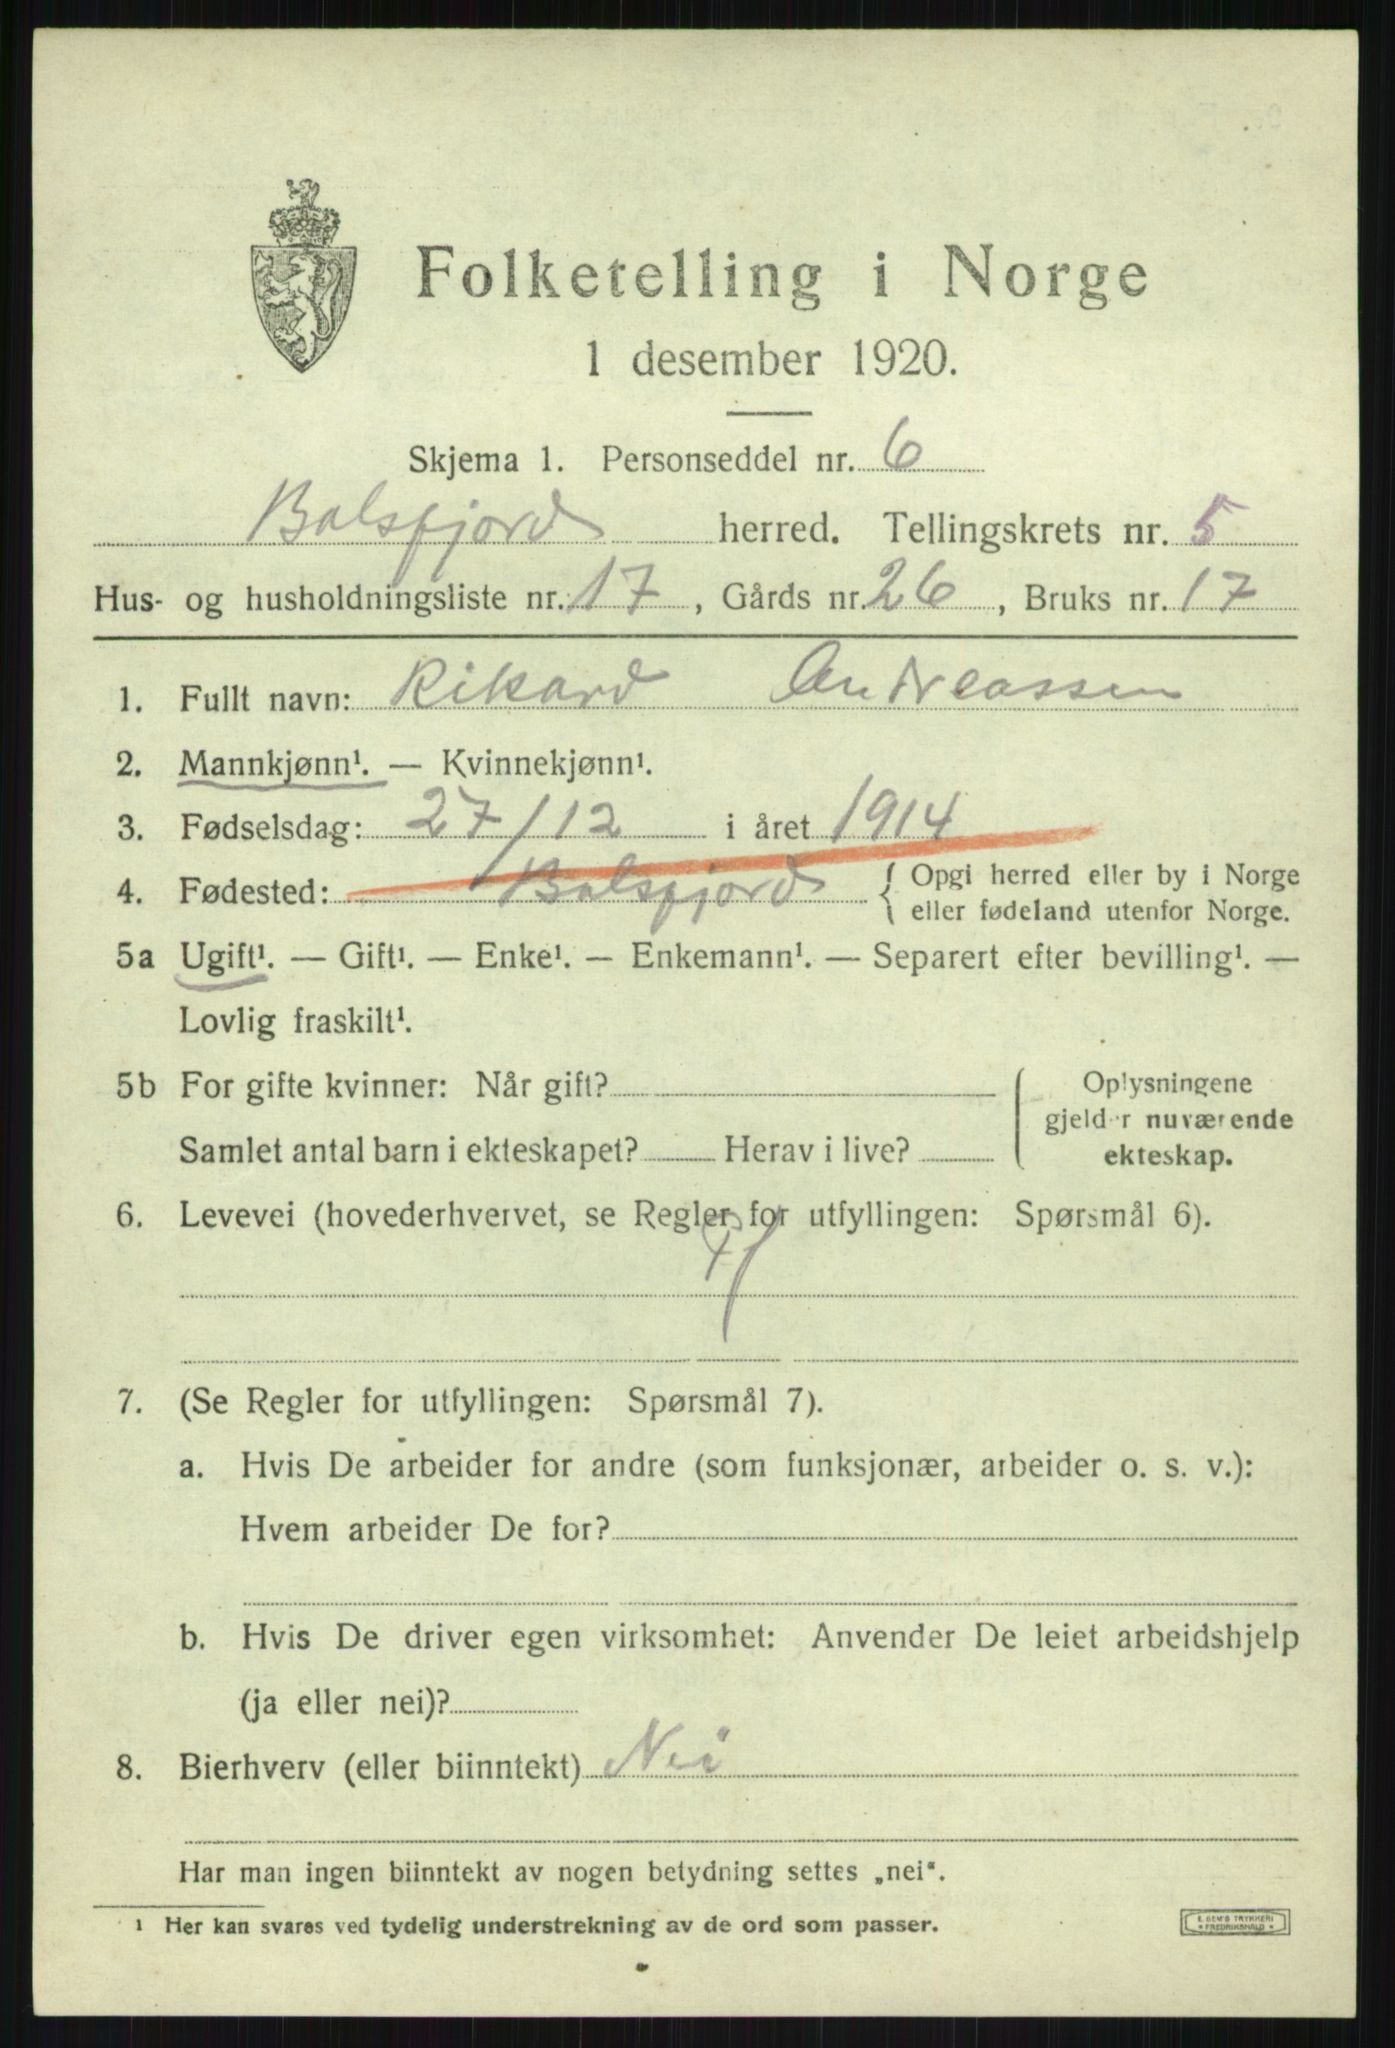 Folketelling i Norge
1 desember 1920.
Skjema 1. Personseddel nr. 6
Balsfjord herred. Tellingskrets nr. 5
Hus- og husholdningsliste nr. 17, Gårds nr. 26, Bruks nr. 17
1. Fullt navn: Rikard Andreassen
2. Mannkjønn¹. — Kvinnekjønn¹.
3. Fødselsdag: 27/12 i året 1914
4. Fødested: Balsfjord { Opgi herred eller by i Norge
eller fødeland utenfor Norge.
5a Ugift¹. — Gift¹. — Enke¹. — Enkemann¹. — Separert efter bevilling¹. —
Lovlig fraskilt¹.
5b For gifte kvinner: Når gift? { Oplysningene
gjelder nuværende
Samlet antal barn i ekteskapet? Herav i live? ekteskap.
6. Levevei (hovederhvervet, se Regler for utfyllingen: Spørsmål 6).
7. (Se Regler for utfyllingen: Spørsmål 7).
a. Hvis De arbeider for andre (som funksjonær, arbeider o. s. v.):
Hvem arbeider De for?
b. Hvis De driver egen virksomhet: Anvender De leiet arbeidshjelp
(ja eller nei)?
8. Bierhverv (eller biinntekt) Nei
Har man ingen biinntekt av nogen betydning settes „nei“.
¹ Her kan svares ved tydelig understrekning av de ord som passer.
E. SEM'S TRYKKERI
* FREDRIKSHALD *